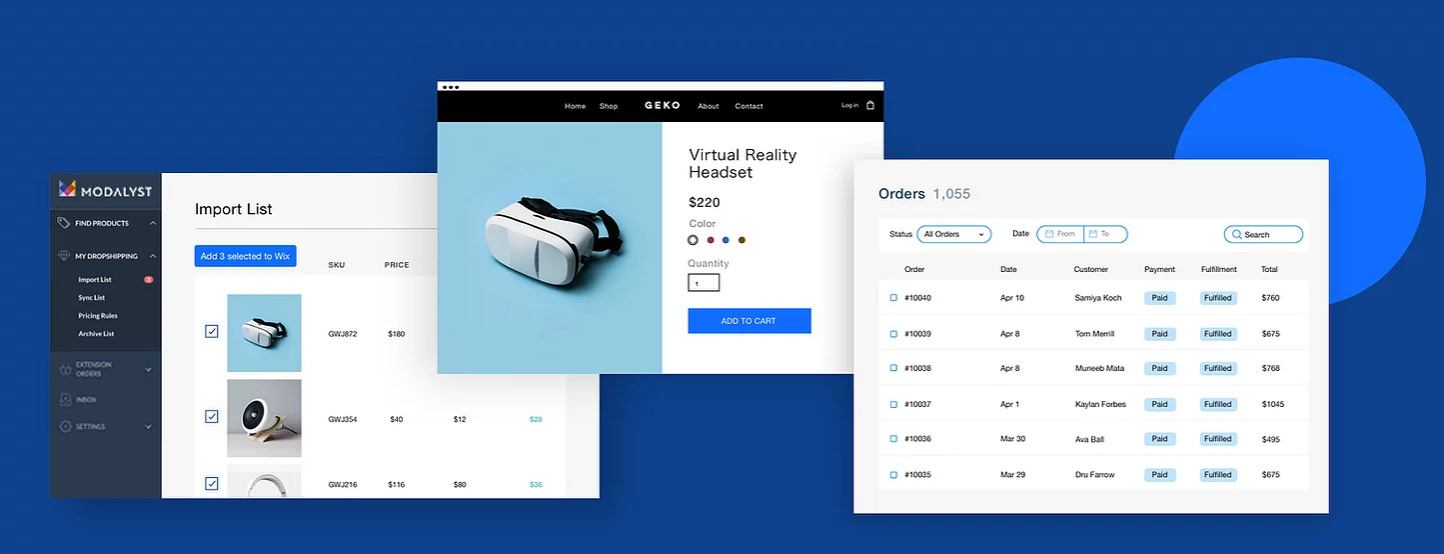 MODALYST
FIND PRODUCTS
MY DROPSHIPPING
Import List
Sync List
Pricing Rules
Archive List
EXTENSION
ORDERS
INBOX
SETTINGS
Import List
Add 3 selected to Wix
SKU PRICE
GWJ872 $180
GWJ354 $40 $12 $28
GWJ216 $116 $80 $36
Home Shop GEKO About Contact Log in
Virtual Reality
Headset
$220
Color
Quantity
1
ADD TO CART
Orders 1,055
Status All Orders Date From To Search
Order Date Customer Payment Fulfillment Total
#10040 Apr 10 Samiya Koch Paid Fulfilled $760
#10039 Apr 8 Tom Merrill Paid Fulfilled $675
#10038 Apr 8 Muneeb Mata Paid Fulfilled $768
#10037 Apr 1 Kaylan Forbes Paid Fulfilled $1045
#10036 Mar 30 Ava Ball Paid Fulfilled $495
#10035 Mar 29 Dru Farrow Paid Fulfilled $675